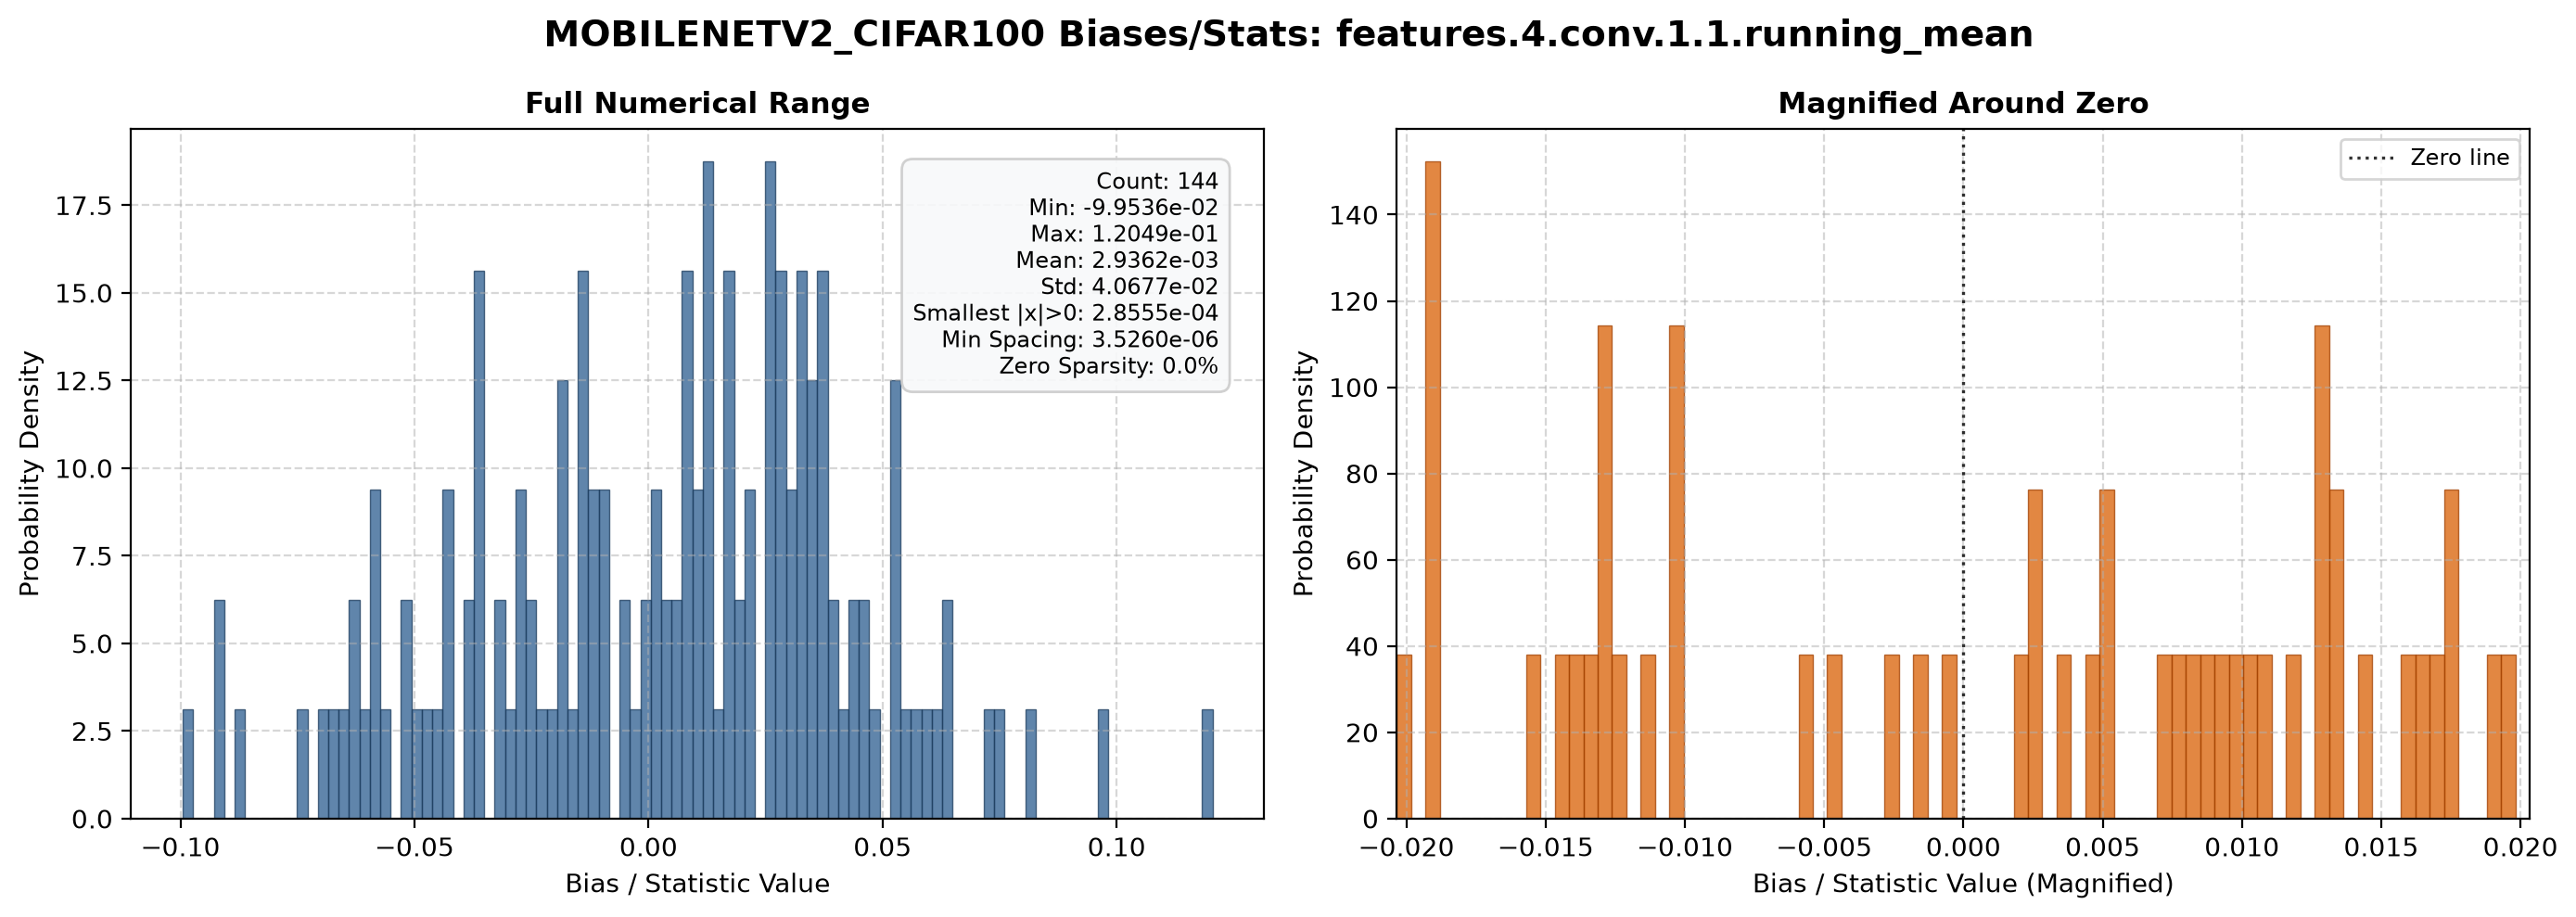 MOBILENETV2_CIFAR100 Biases/Stats: features.4.conv.1.1.running_mean
Full Numerical Range
Probability Density
17.5
15.0
12.5
10.0
7.5
5.0
2.5
0.0
−0.10
−0.05
0.00
0.05
0.10
Bias / Statistic Value
Count: 144
Min: -9.9536e-02
Max: 1.2049e-01
Mean: 2.9362e-03
Std: 4.0677e-02
Smallest |x|>0: 2.8555e-04
Min Spacing: 3.5260e-06
Zero Sparsity: 0.0%
Magnified Around Zero
Probability Density
140
120
100
80
60
40
20
0
−0.020
−0.015
−0.010
−0.005
0.000
0.005
0.010
0.015
0.020
Bias / Statistic Value (Magnified)
Zero line